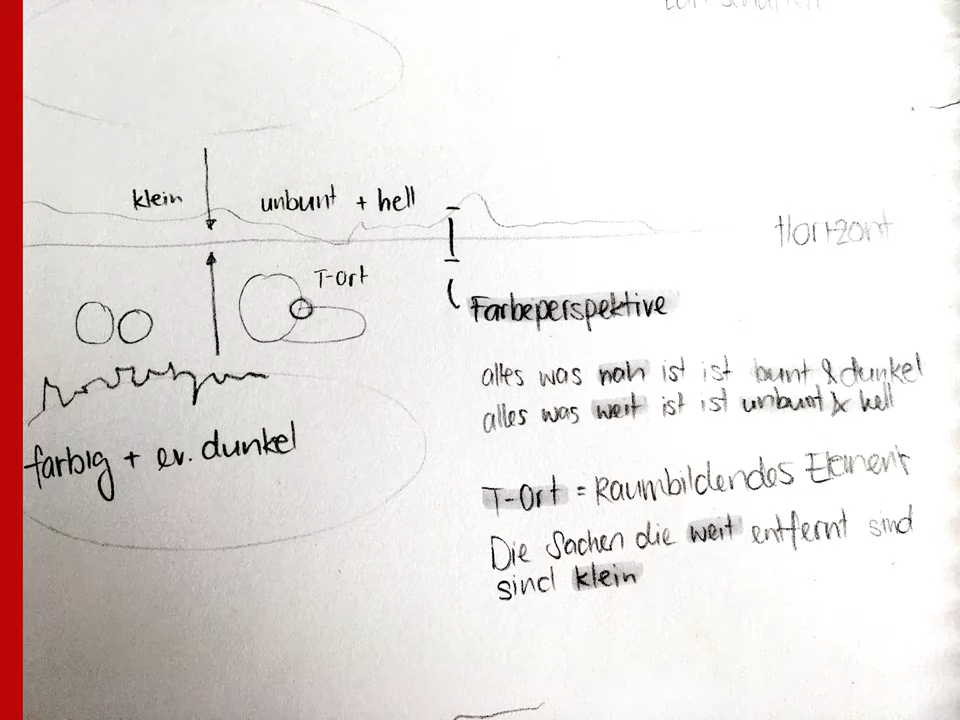 klein
unbunt + hell
Horizont
T-Ort
Farbeperspektive
alles was nah ist ist bunt & dunkel
alles was weit ist ist unbunt & hell
farbig + ev. dunkel
T-Ort = Raumbildendes Element
Die Sachen die weit entfernt sind
sind klein